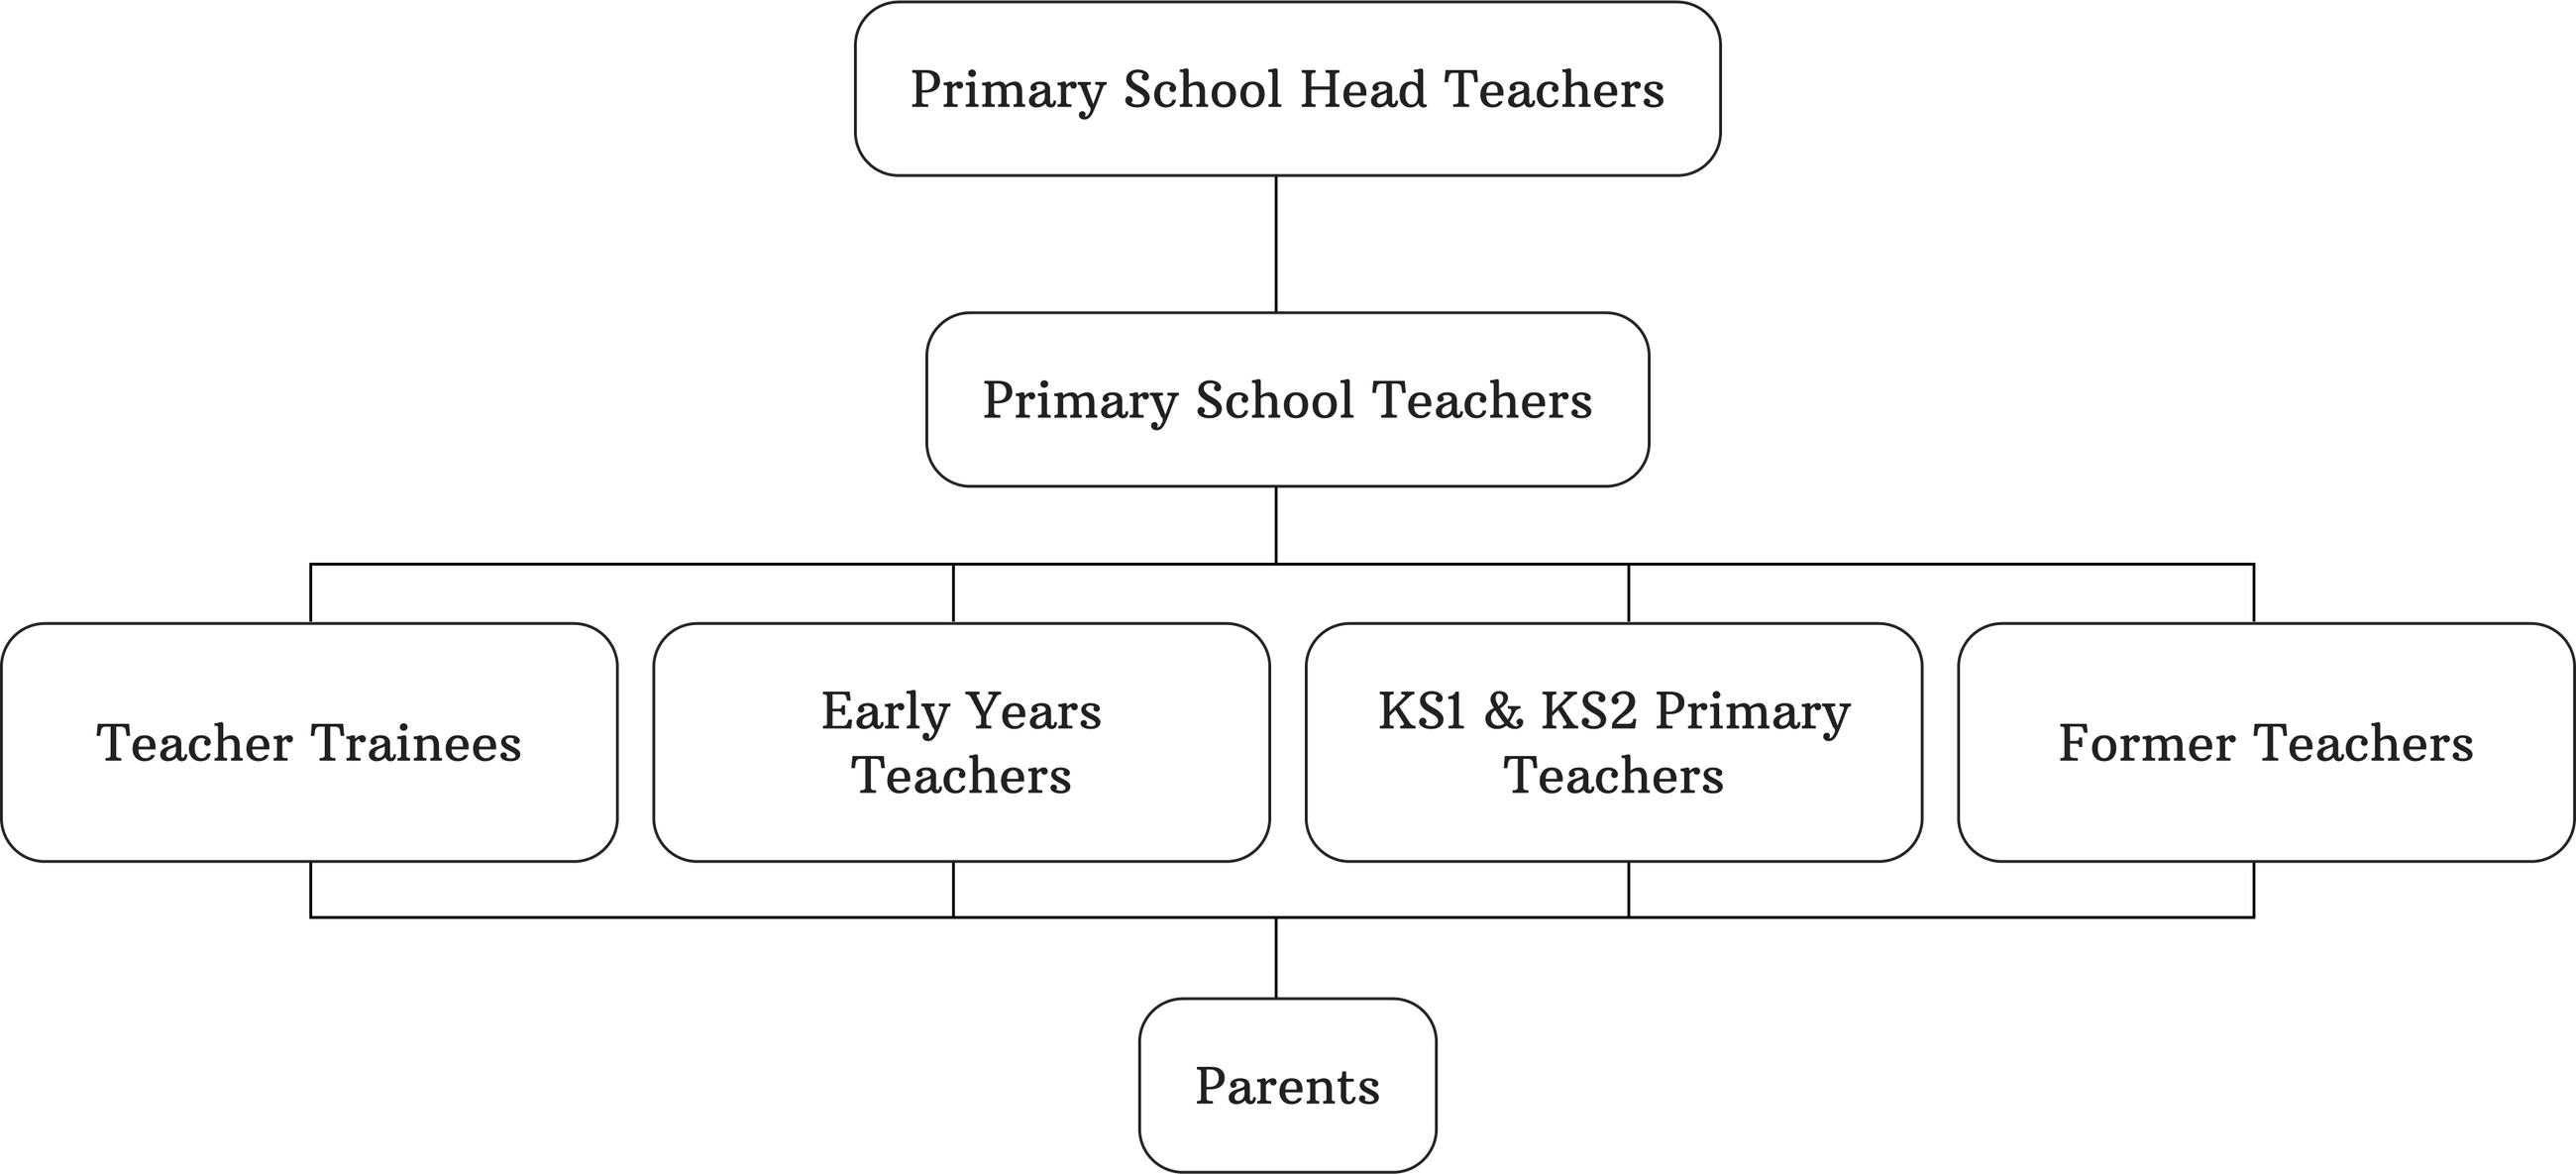 Primary School Head Teachers
Primary School Teachers
Teacher Trainees
Early Years
Teachers
KS1 & KS2 Primary
Teachers
Former Teachers
Parents